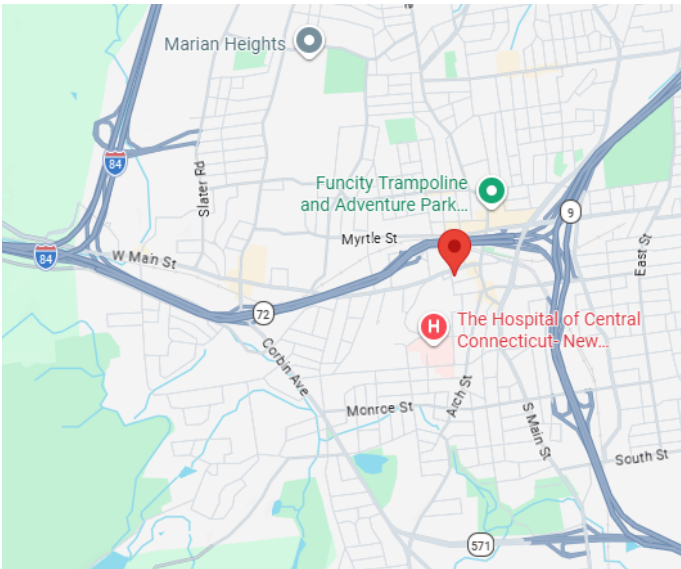 Marian Heights
84
Slater Rd
Funcity Trampoline
and Adventure Park...
9
Myrtle St
East St
W Main St
84
72
H
The Hospital of Central
Connecticut- New...
Corbin Ave
Arch St
Monroe St
S Main St
South St
571